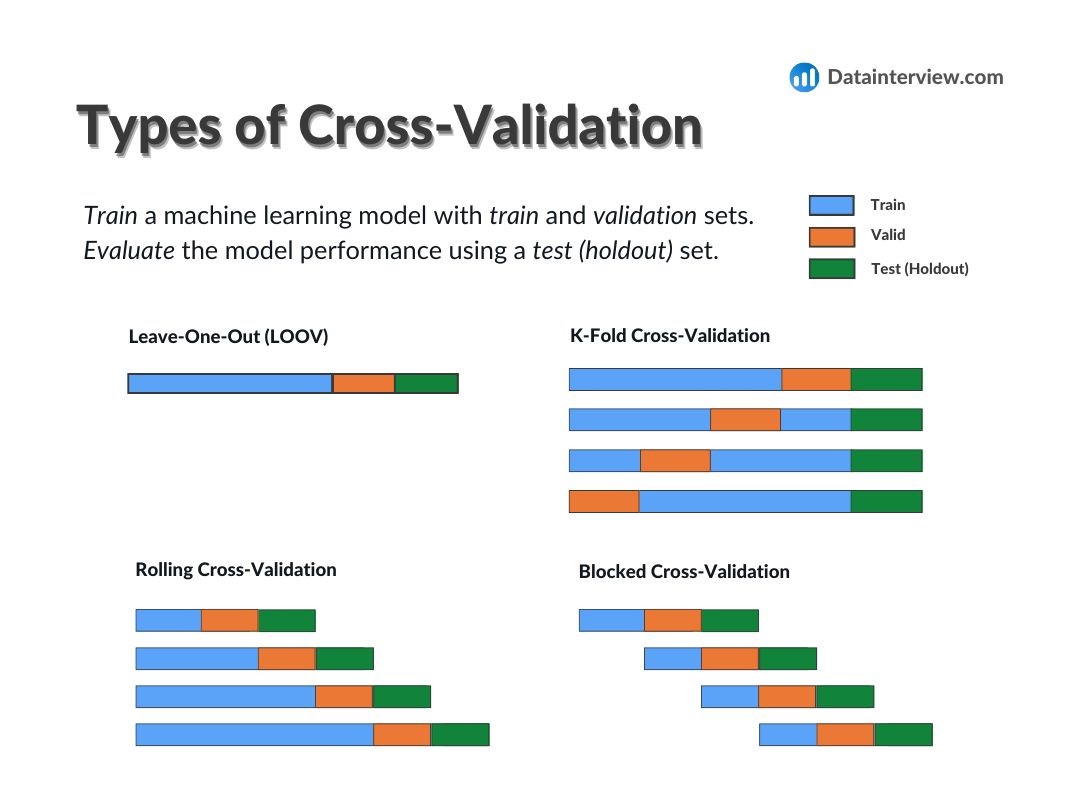 Datainterview.com
Types of Cross-Validation
Train a machine learning model with train and validation sets.
Evaluate the model performance using a test (holdout) set.
Train
Valid
Test (Holdout)
Leave-One-Out (LOOV)
K-Fold Cross-Validation
Rolling Cross-Validation
Blocked Cross-Validation